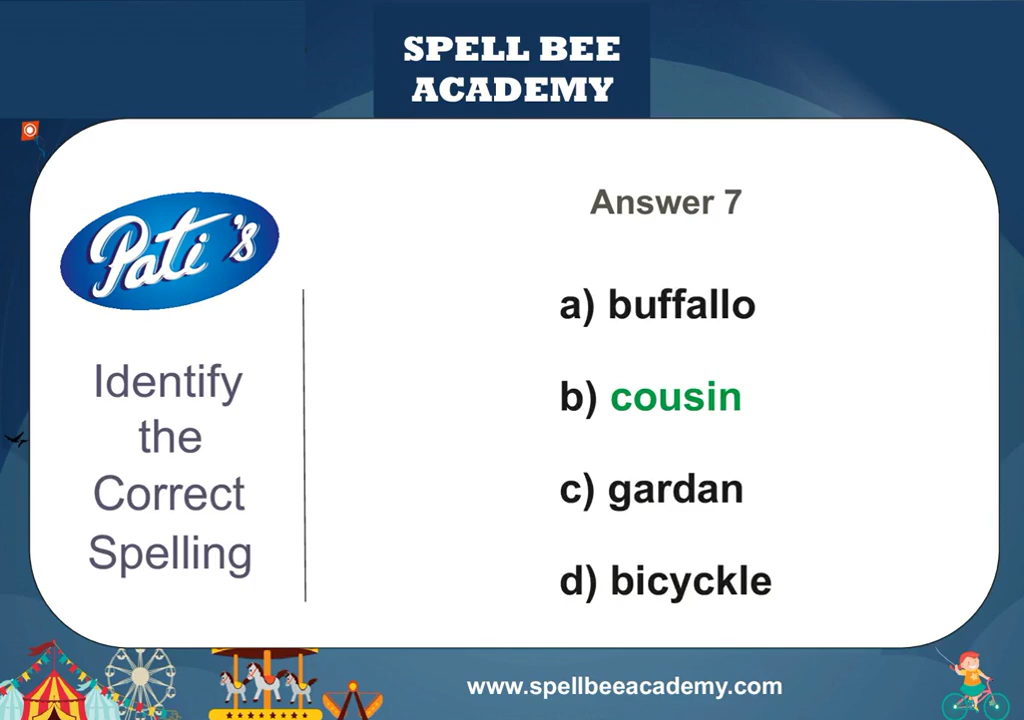 SPELL BEE
ACADEMY
Pati's
Identify
the
Correct
Spelling
Answer 7
a) buffallo
b) cousin
c) gardan
d) bicyckle
www.spellbeeacademy.com